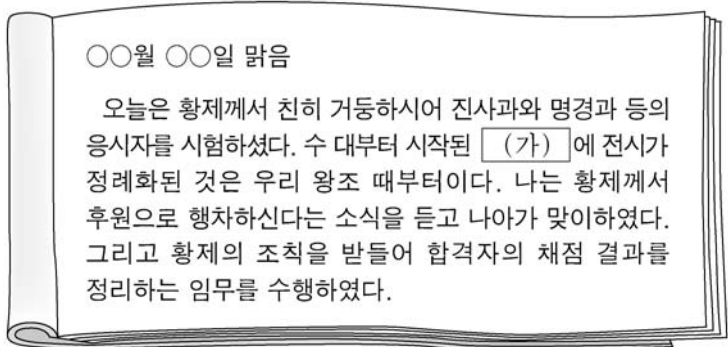 ○○월 ○○일 맑음
오늘은 황제께서 친히 거둥하시어 진사과와 명경과 등의
응시자를 시험하셨다. 수 대부터 시작된 (가) 에 전시가
정례화된 것은 우리 왕조 때부터이다. 나는 황제께서
후원으로 행차하신다는 소식을 듣고 나아가 맞이하였다.
그리고 황제의 조칙을 받들어 합격자의 채점 결과를
정리하는 임무를 수행하였다.